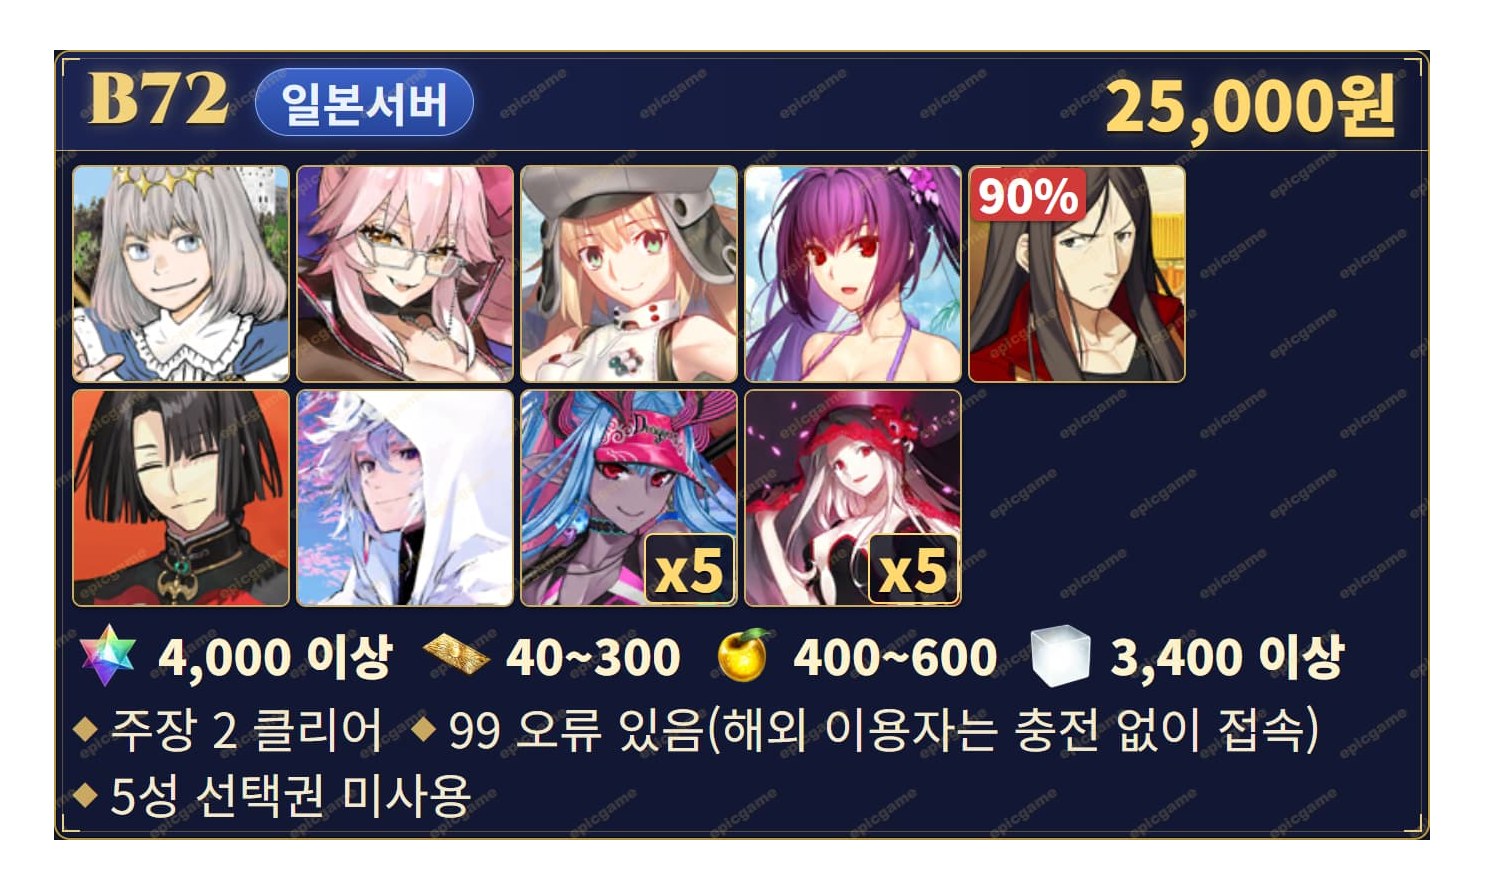 B72 일본서버 25,000원
90%
x5 x5
4,000 이상 40~300 400~600 3,400 이상
◆ 주장 2 클리어 ◆ 99 오류 있음(해외 이용자는 충전 없이 접속)
◆ 5성 선택권 미사용
epicgame